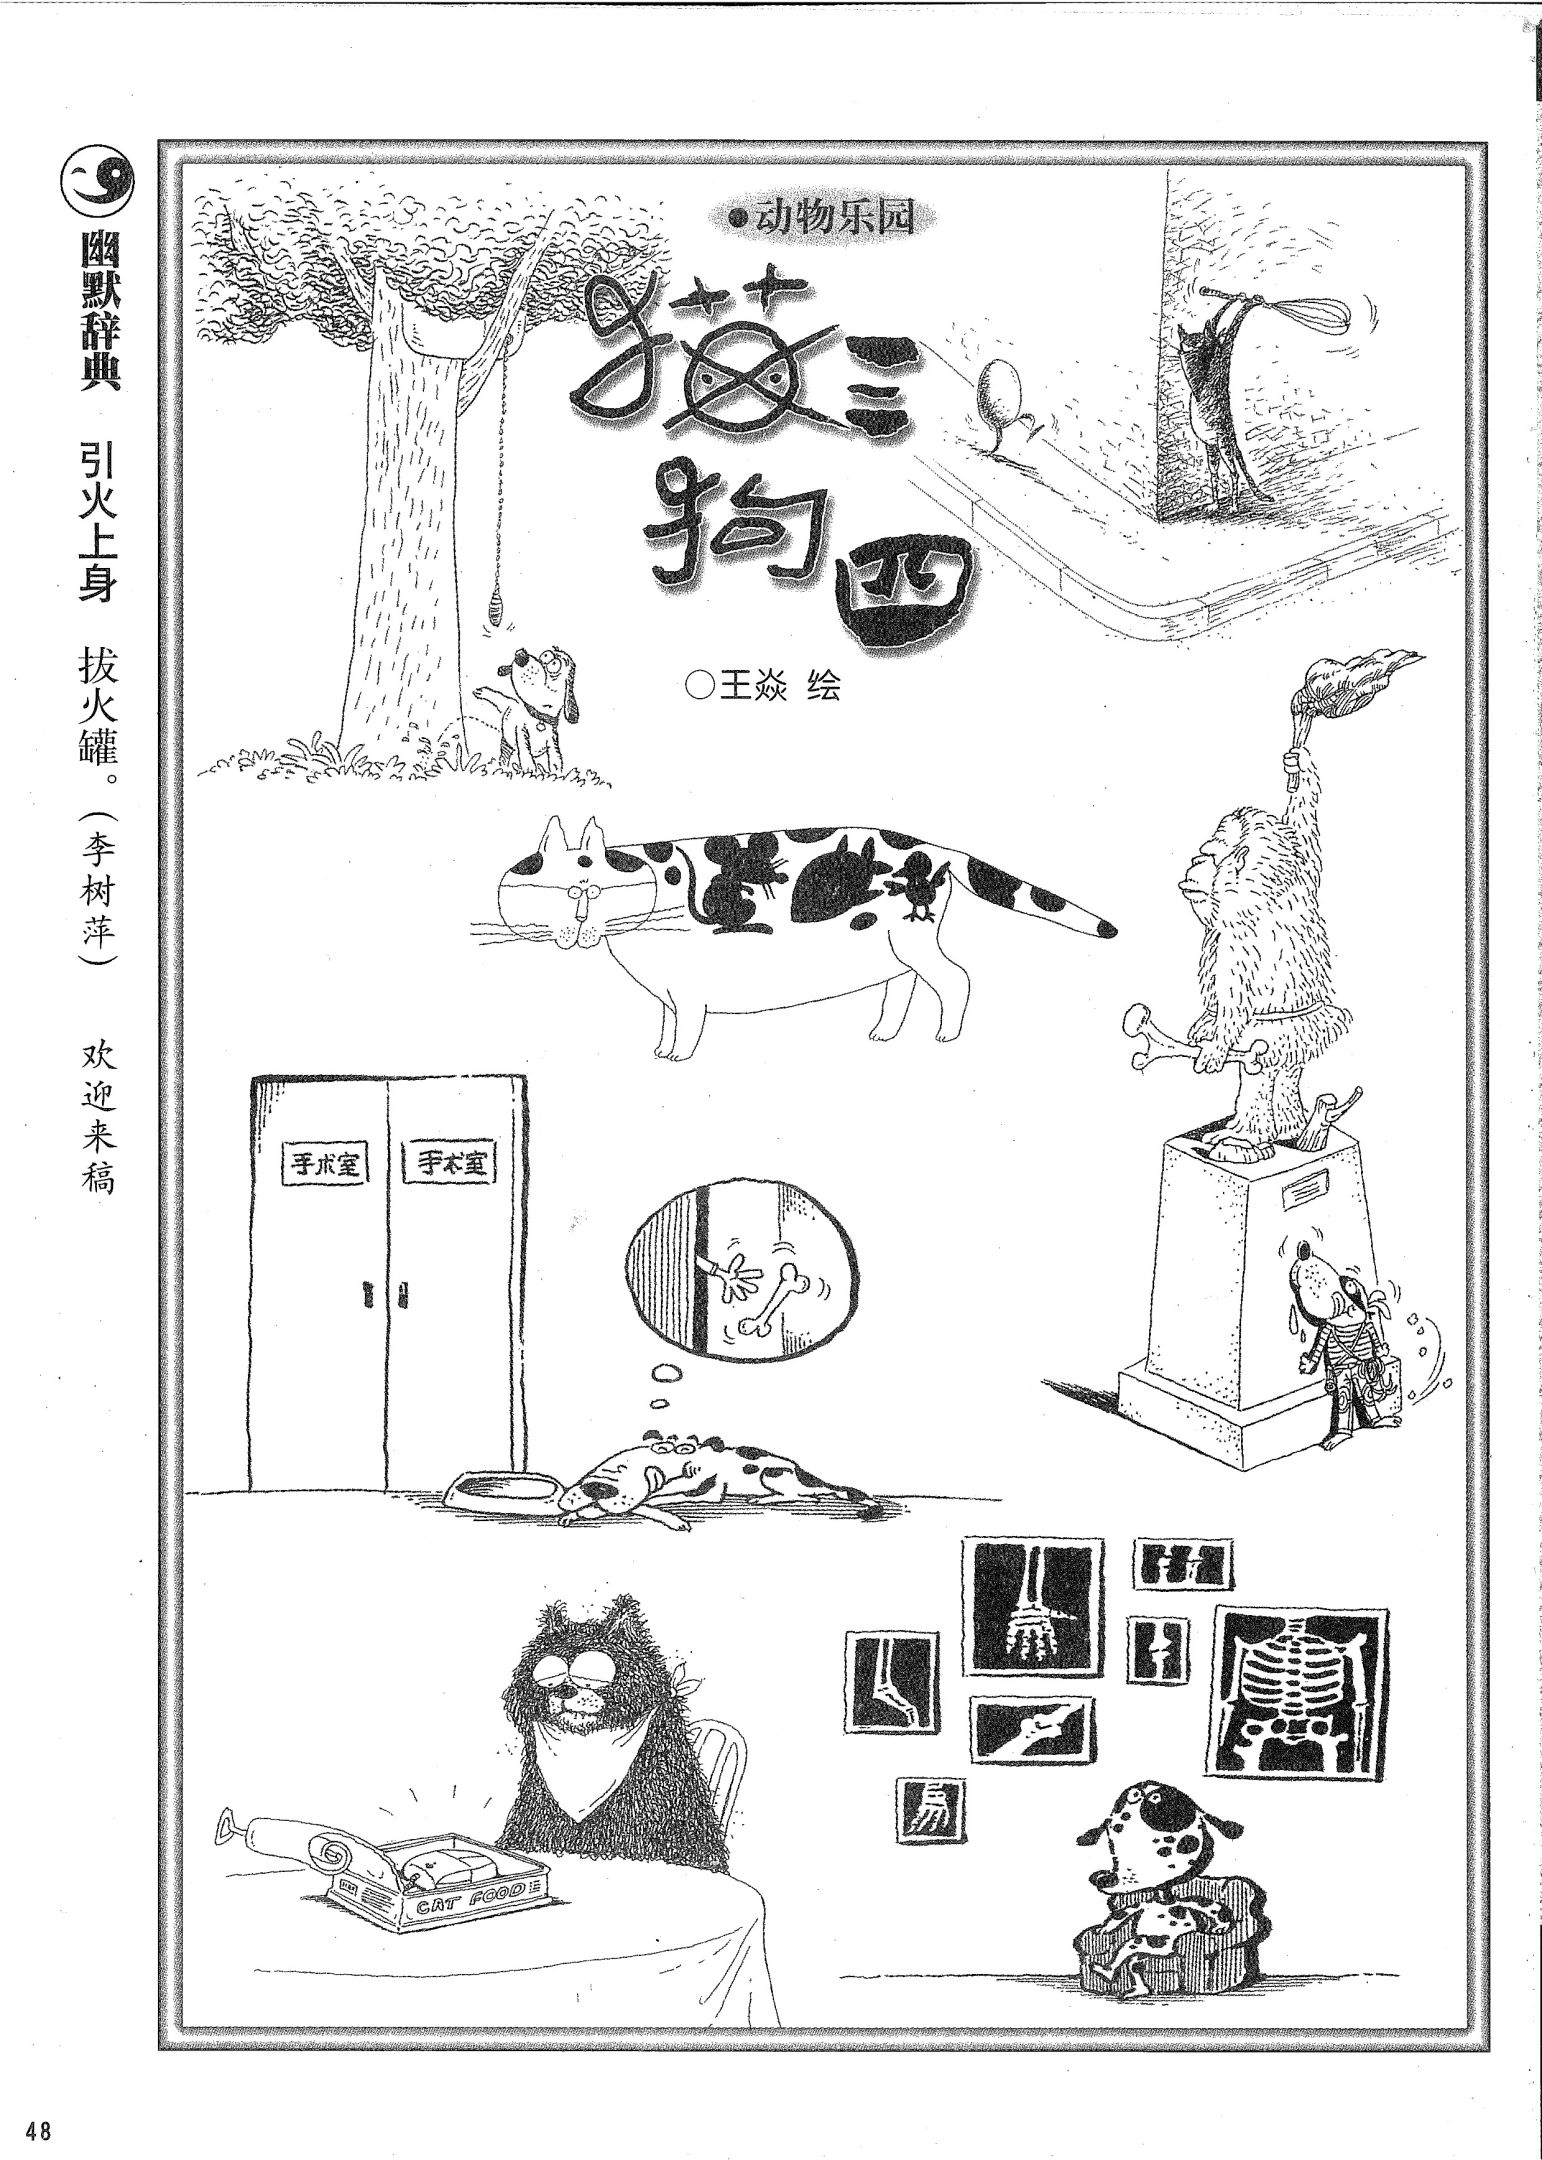 ●动物乐园
猫三
狗四
○王焱 绘
幽默辞典 引火上身 拔火罐。(李树萍) 欢迎来稿
手术室 手术室
CAT FOOD
48